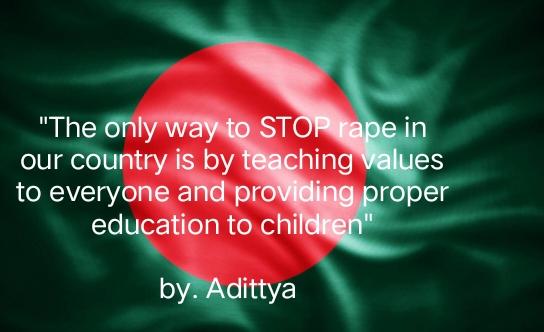 "The only way to STOP rape in
our country is by teaching values
to everyone and providing proper
education to children"
by. Adittya